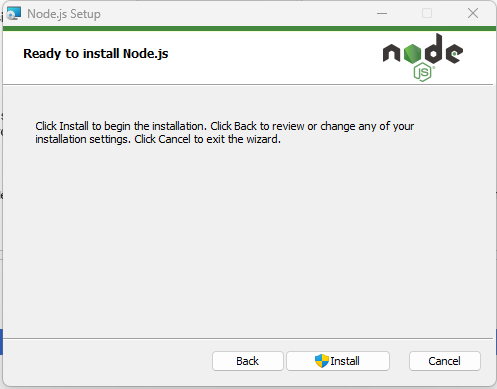 Node.js Setup
Ready to install Node.js
node
JS
Click Install to begin the installation. Click Back to review or change any of your
installation settings. Click Cancel to exit the wizard.
Back
Install
Cancel